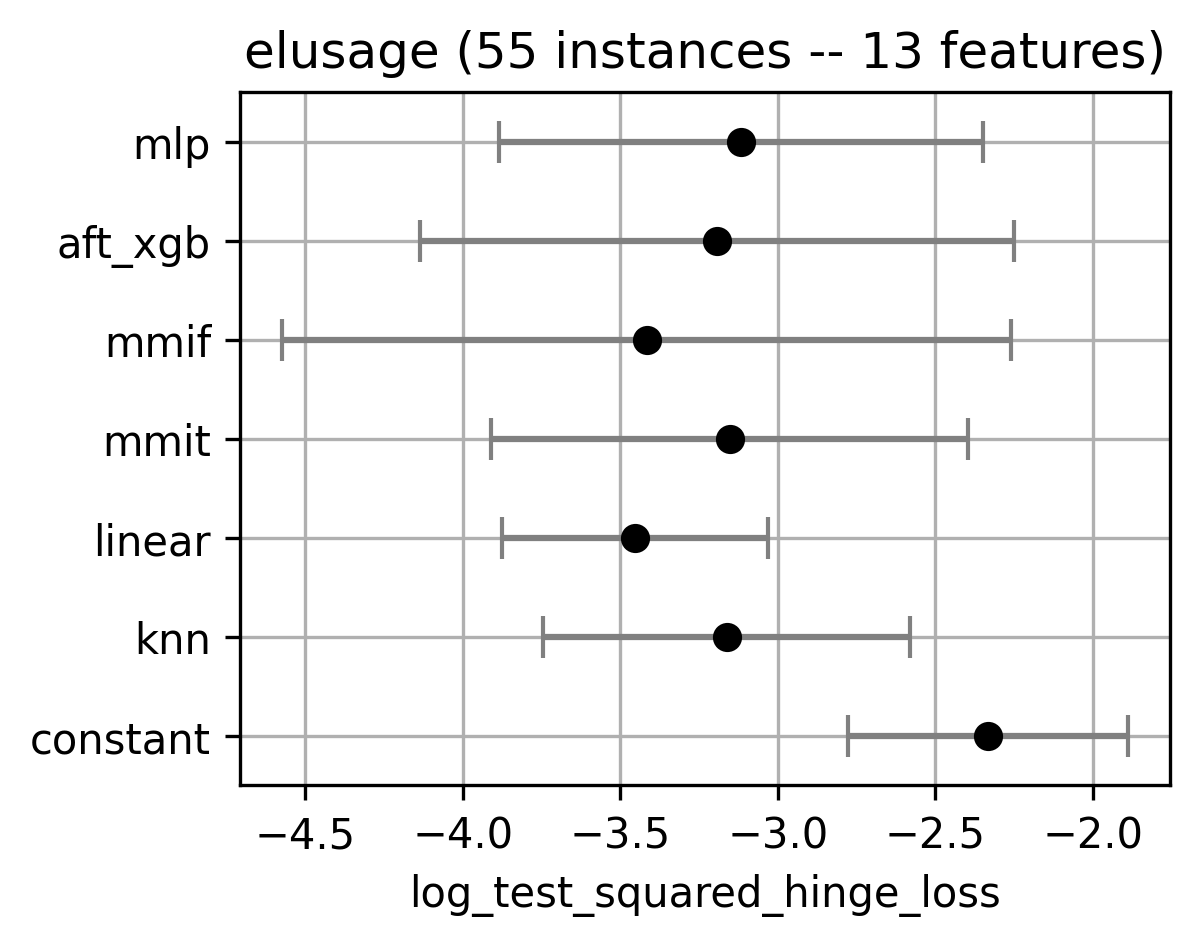 elusage (55 instances -- 13 features)
mlp
aft_xgb
mmif
mmit
linear
knn
constant
−4.5 −4.0 −3.5 −3.0 −2.5 −2.0
log_test_squared_hinge_loss